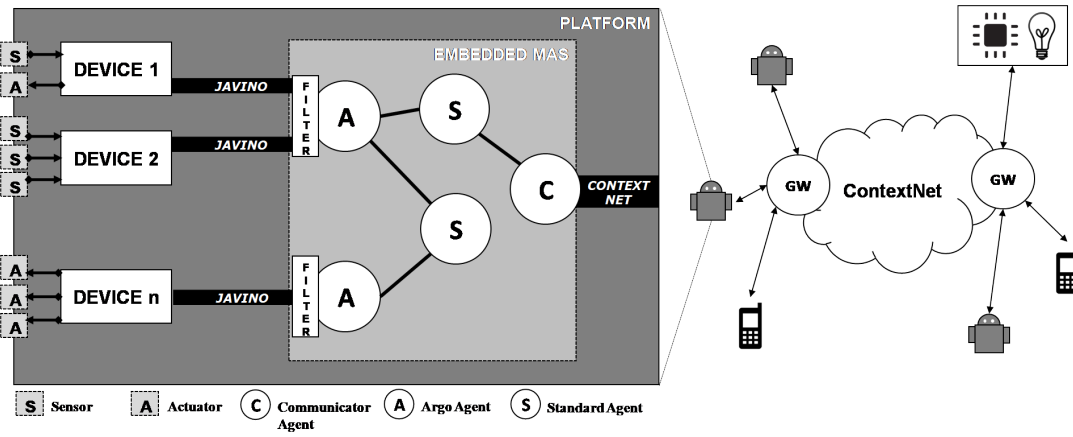 PLATFORM
EMBEDDED MAS
S
DEVICE 1
A
JAVINO
FILTER
A
S
S
S
S
DEVICE 2
JAVINO
C
CONTEXT
NET
S
A
A
A
DEVICE n
JAVINO
FILTER
A
GW
ContextNet
GW
S
Sensor
A
Actuator
C
Communicator
Agent
A
Argo Agent
S
Standard Agent